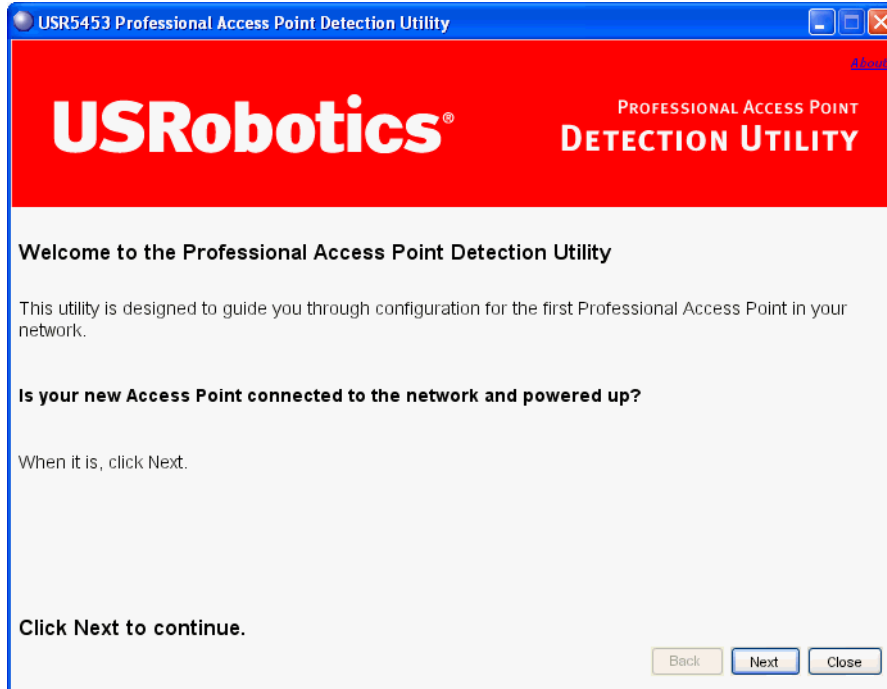 USR5453 Professional Access Point Detection Utility
About
USRobotics®
PROFESSIONAL ACCESS POINT
DETECTION UTILITY
Welcome to the Professional Access Point Detection Utility
This utility is designed to guide you through configuration for the first Professional Access Point in your
network.
Is your new Access Point connected to the network and powered up?
When it is, click Next.
Click Next to continue.
Back Next Close